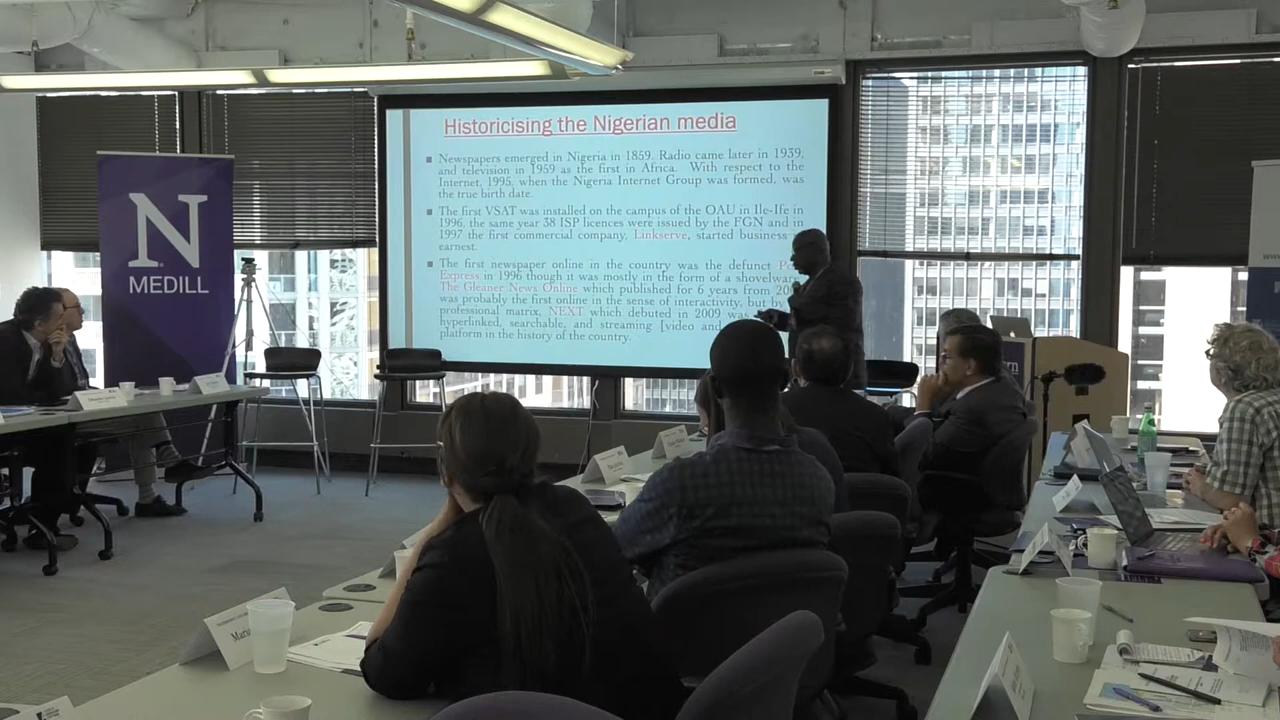 Historicising the Nigerian media
Newspapers emerged in Nigeria in 1859. Radio came later in 1939,
and television in 1959 as the first in Africa. With respect to the
Internet, 1995, when the Nigeria Internet Group was formed, was
the true birth date.
The first VSAT was installed on the campus of the OAU in Ile-Ife in
1996, the same year 38 ISP licences were issued by the FGN and in
1997 the first commercial company, Linkserve, started business
earnest.
The first newspaper online in the country was the defunct
Express in 1996 though it was mostly in the form of a shovelwar
The Gleaner News Online which published for 6 years from
was probably the first online in the sense of interactivity, but by
professional matrix, NEXT which debuted in 2009 was
hyperlinked, searchable, and streaming [video and
platform in the history of the country.
N
MEDILL